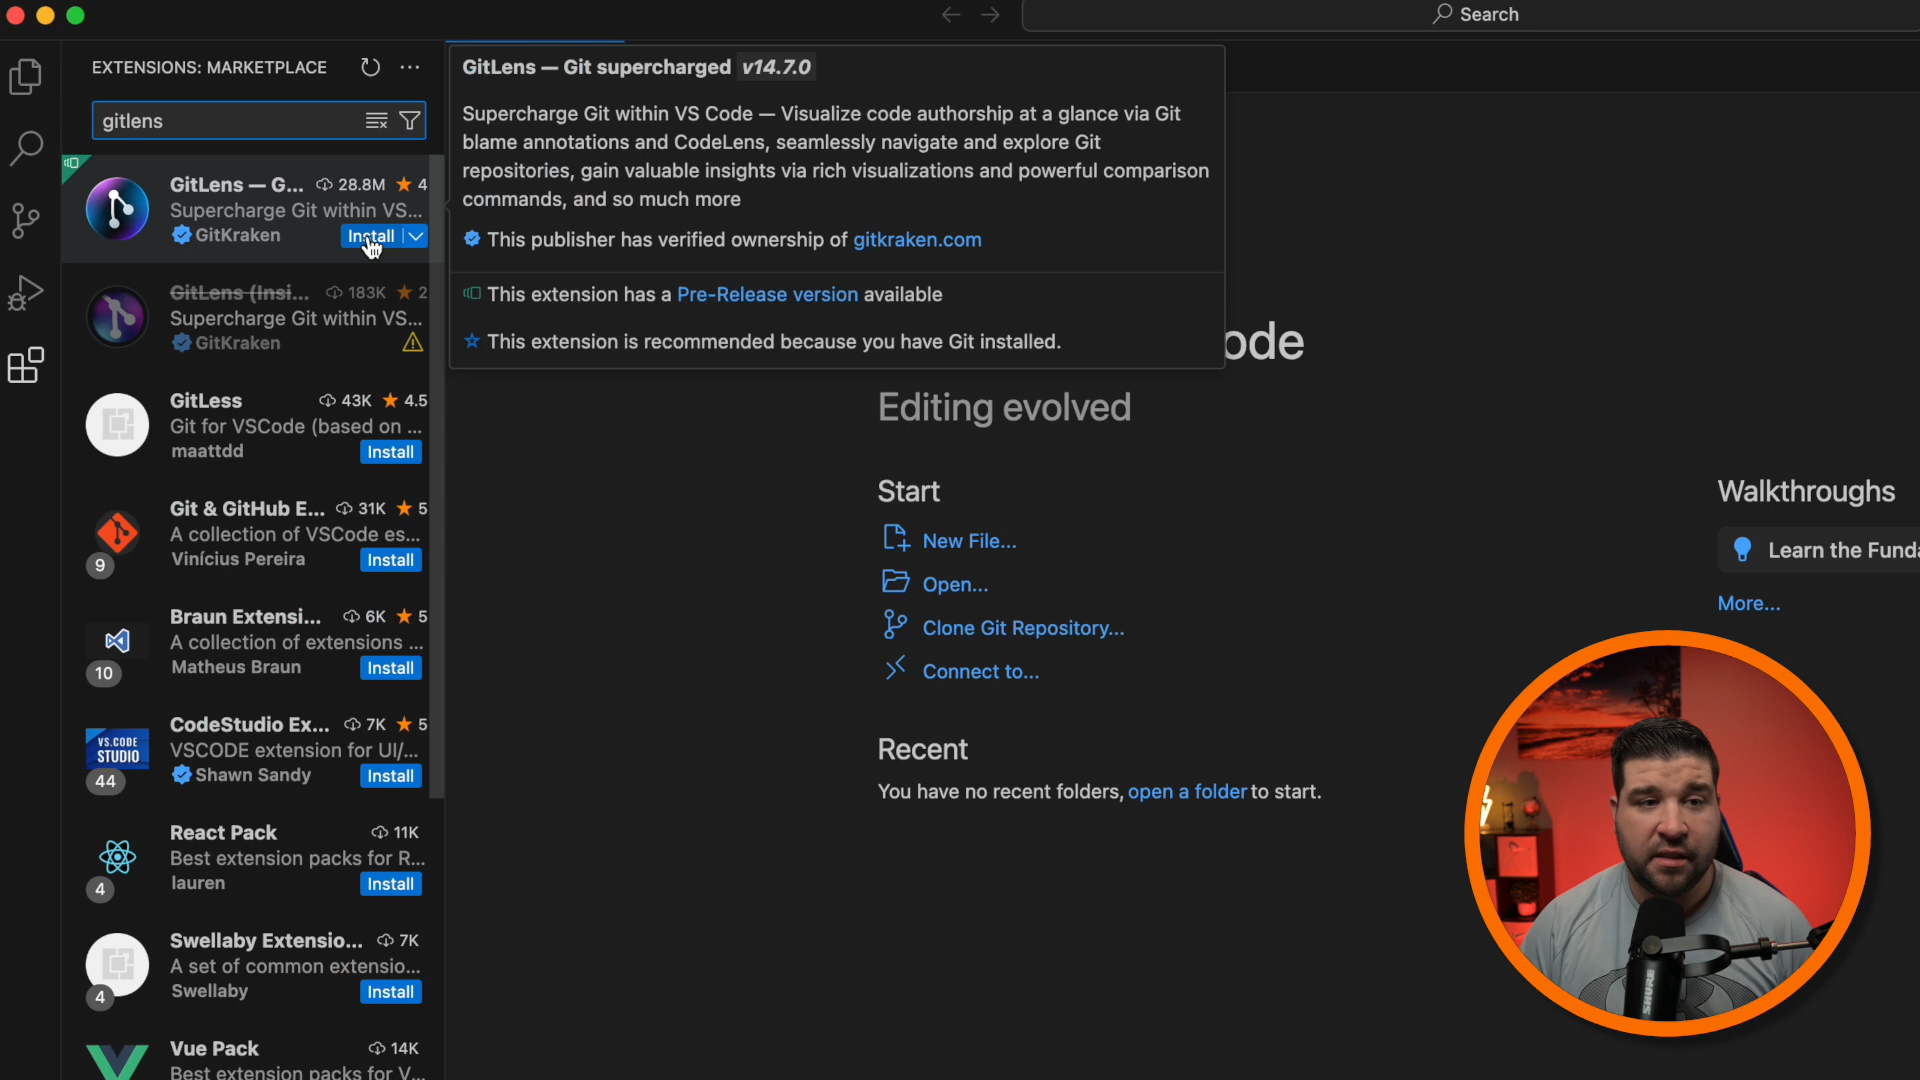 Search
EXTENSIONS: MARKETPLACE
gitlens
GitLens — G... 28.8M ★ 4
Supercharge Git within VS...
GitKraken
Install
GitLens (Insi... 183K ★ 2
Supercharge Git within VS...
GitKraken
GitLess 43K ★ 4.5
Git for VSCode (based on ...
maattdd
Install
Git & GitHub E... 31K ★ 5
A collection of VSCode es...
9
Vinícius Pereira
Install
Braun Extensi... 6K ★ 5
A collection of extensions ...
10
Matheus Braun
Install
CodeStudio Ex... 7K ★ 5
VS.CODE
STUDIO
VSCODE extension for UI/...
44
Shawn Sandy
Install
React Pack 11K
Best extension packs for R...
4
lauren
Install
Swellaby Extensio... 7K
A set of common extensio...
4
Swellaby
Install
Vue Pack 14K
Best extension packs for V...
GitLens — Git supercharged v14.7.0
Supercharge Git within VS Code — Visualize code authorship at a glance via Git
blame annotations and CodeLens, seamlessly navigate and explore Git
repositories, gain valuable insights via rich visualizations and powerful comparison
commands, and so much more
This publisher has verified ownership of gitkraken.com
This extension has a Pre-Release version available
This extension is recommended because you have Git installed.
ode
Editing evolved
Start
New File...
Open...
Clone Git Repository...
Connect to...
Recent
You have no recent folders, open a folder to start.
Walkthroughs
Learn the Funda
More...
SHURE